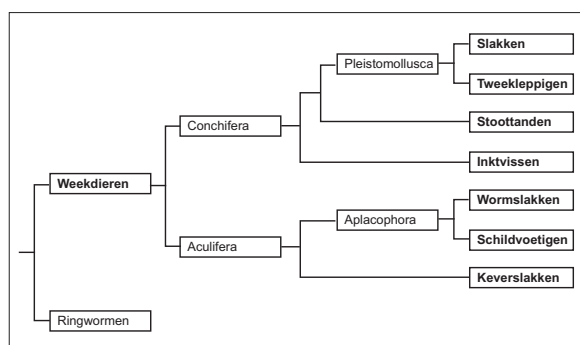 Slakken
Pleistomollusca
Tweekleppigen
Conchifera
Stoottanden
Inktvissen
Weekdieren
Wormslakken
Aplacophora
Schildvoetigen
Aculifera
Keverslakken
Ringwormen